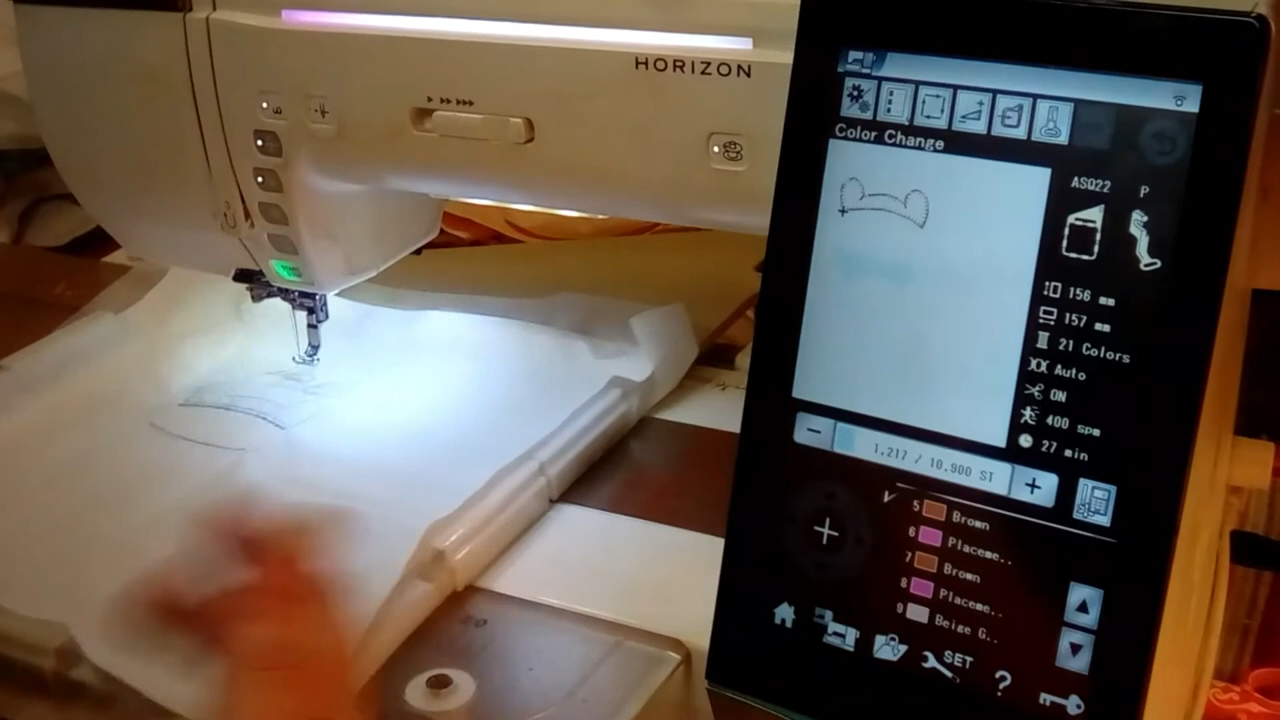 HORIZON
Color Change
ASQ22 P
156 mm
157 mm
21 Colors
Auto
ON
400 spm
27 min
− 1.217 / 10.900 ST +
5 Brown
6 Placeme..
7 Brown
8 Placeme..
9 Beige G..
SET
?